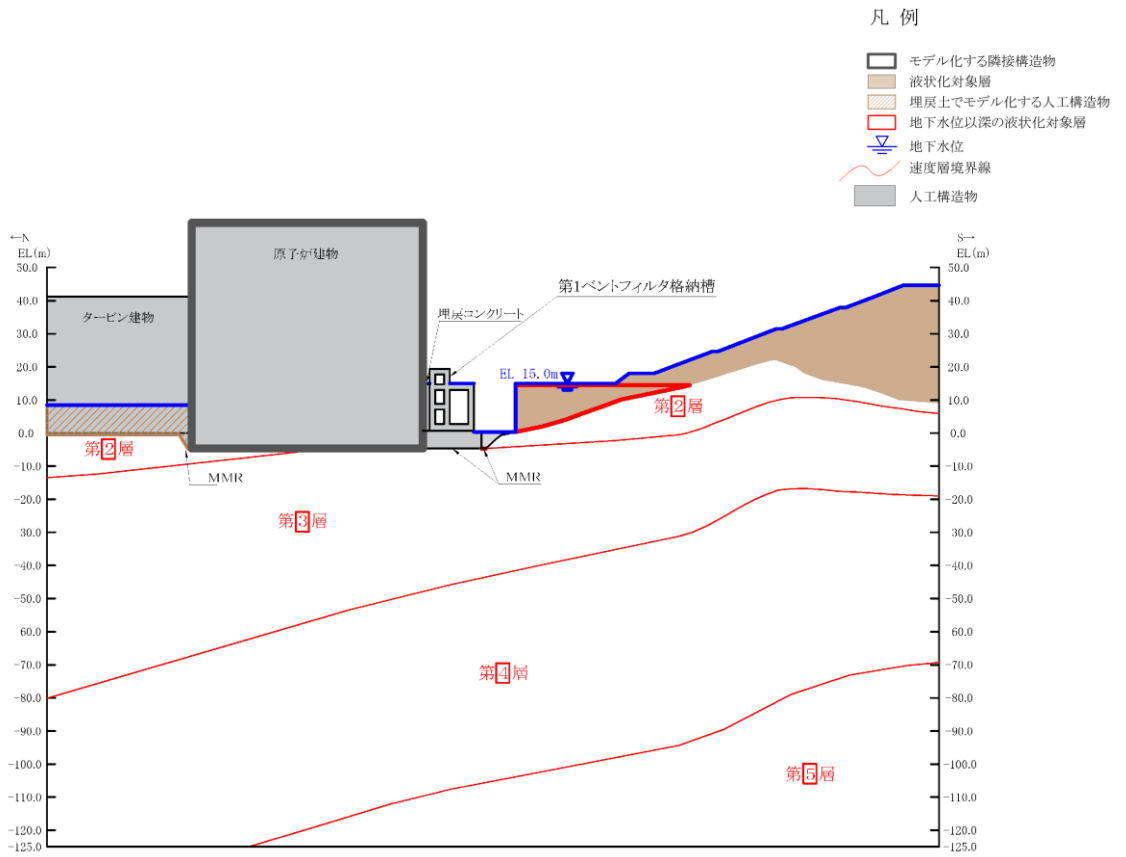 凡 例
モデル化する隣接構造物
液状化対象層
埋戻土でモデル化する人工構造物
地下水位以深の液状化対象層
地下水位
速度層境界線
人工構造物
←N
EL(m)
S→
EL(m)
原子炉建物
タービン建物
第1ベントフィルタ格納槽
埋戻コンクリート
EL 15.0m
第2層
第2層
MMR
MMR
第3層
第4層
第5層
50.0
40.0
30.0
20.0
10.0
0.0
-10.0
-20.0
30.0
-40.0
-50.0
-60.0
-70.0
-80.0
-90.0
-100.0
-110.0
-120.0
-125.0
50.0
40.0
30.0
20.0
10.0
0.0
-10.0
-20.0
30.0
-40.0
-50.0
-60.0
-70.0
-80.0
-90.0
-100.0
-110.0
-120.0
-125.0